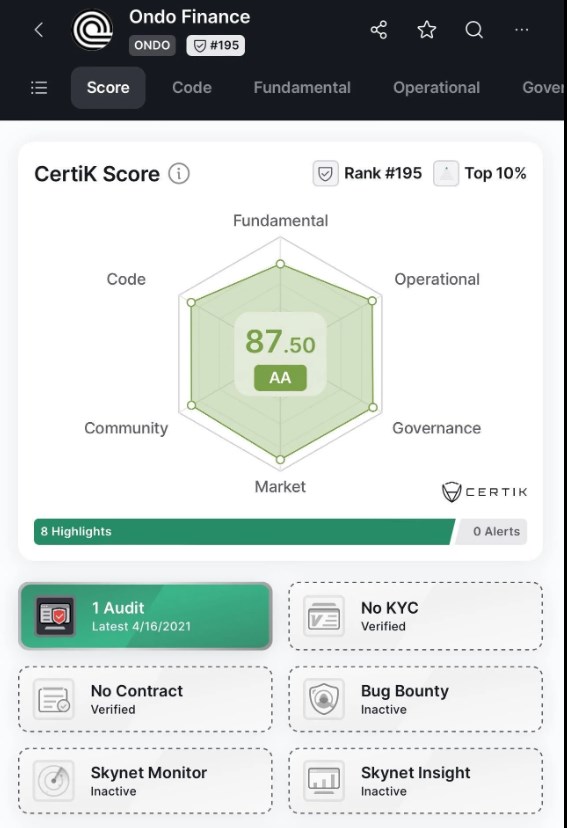 Ondo Finance
ONDO #195
Score Code Fundamental Operational Gover
CertiK Score Rank #195 Top 10%
Fundamental
Code Operational
87.50
AA
Community Governance
Market
CERTIK
8 Highlights 0 Alerts
1 Audit
Latest 4/16/2021
No KYC
Verified
No Contract
Verified
Bug Bounty
Inactive
Skynet Monitor
Inactive
Skynet Insight
Inactive